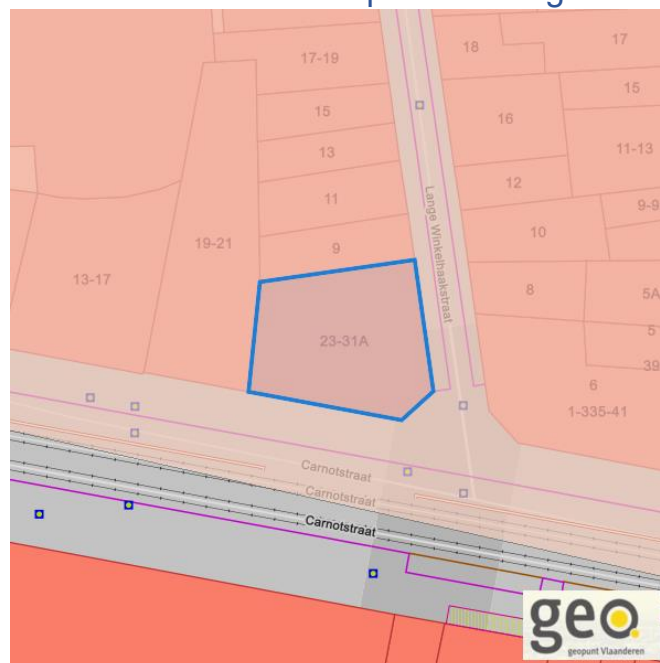 17-19
18
17
15
15
16
13
11-13
12
11
9-9
19-21
10
9
13-17
8
5A
Lange Winkelhaakstraat
23-31A
5
39
6
1-335-41
Carnotstraat
Carnotstraat
Carnotstraat
geo.
geopunt Vlaanderen